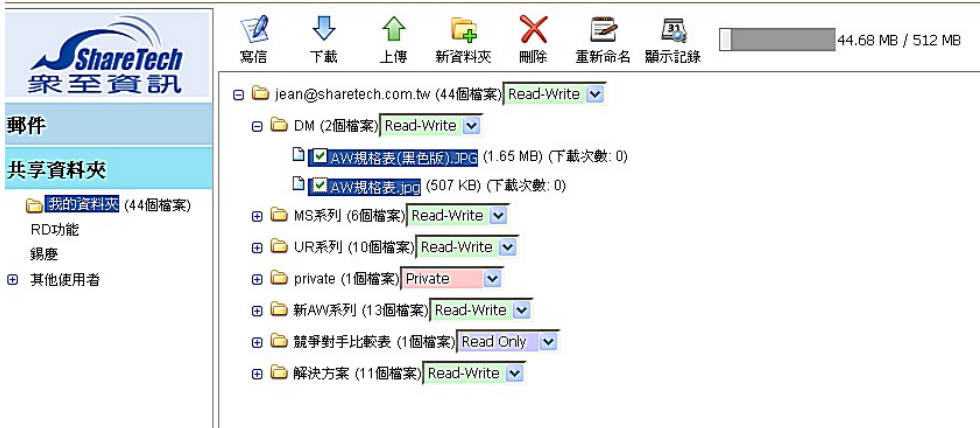 ShareTech
眾至資訊
郵件
共享資料夾
我的資料夾 (44個檔案)
RD功能
錫慶
其他使用者
寫信 下載 上傳 新資料夾 刪除 重新命名 顯示記錄 44.68 MB / 512 MB
31
jean@sharetech.com.tw (44個檔案) Read-Write
DM (2個檔案) Read-Write
AW規格表(黑色版).JPG (1.65 MB) (下載次數: 0)
AW規格表.jpg (507 KB) (下載次數: 0)
MS系列 (6個檔案) Read-Write
UR系列 (10個檔案) Read-Write
private (1個檔案) Private
新AW系列 (13個檔案) Read-Write
競爭對手比較表 (1個檔案) Read Only
解決方案 (11個檔案) Read-Write